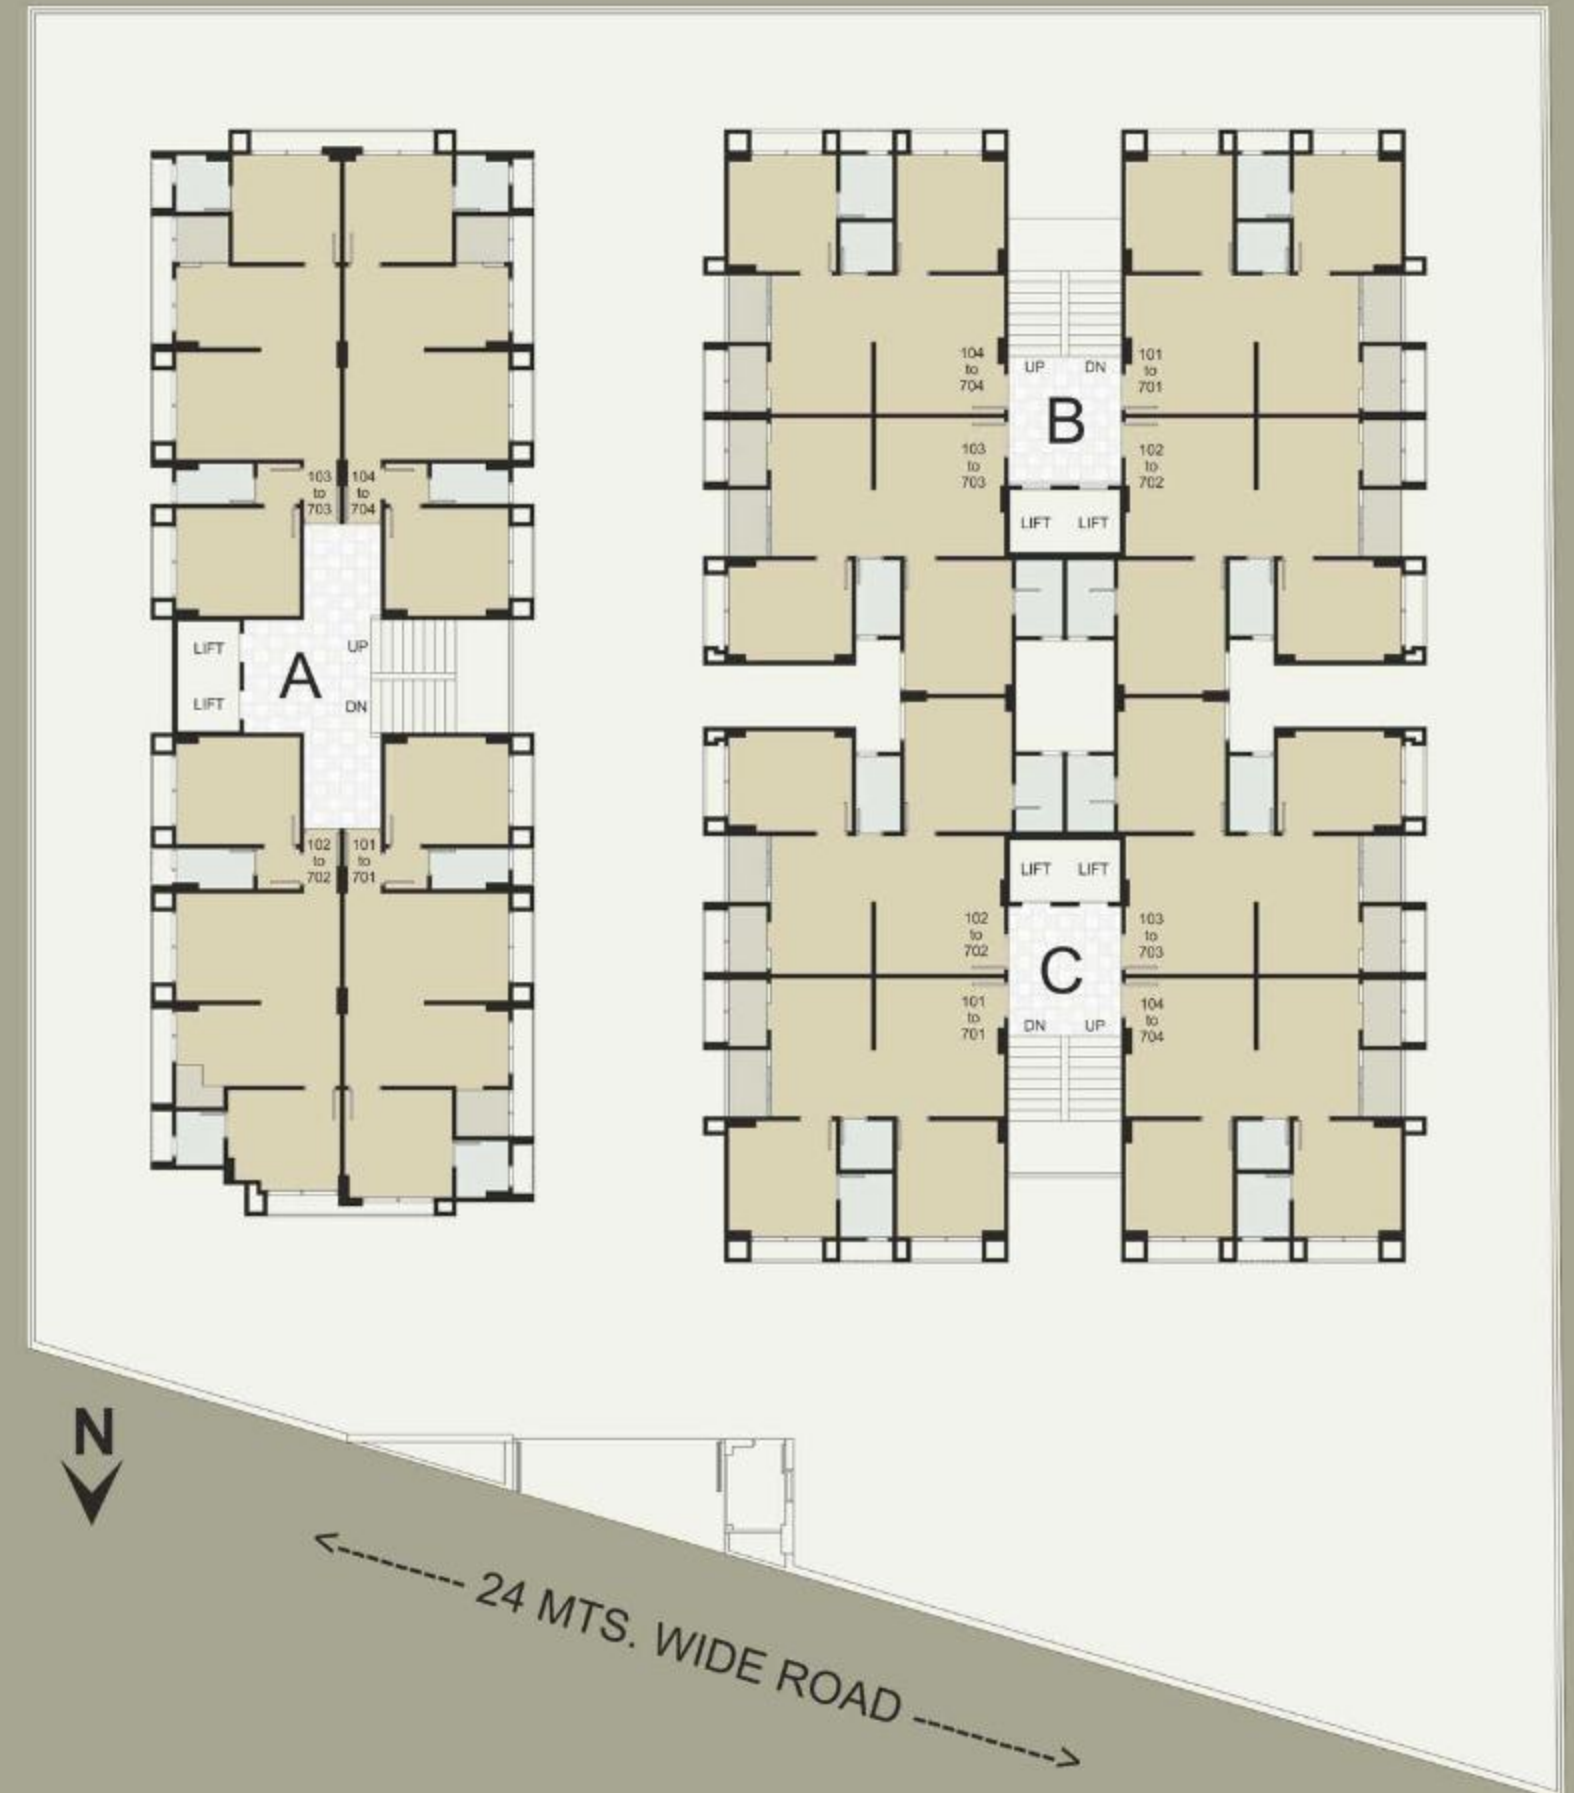 104
to
704
UP DN
101
to
701
B
103
to
703
102
to
702
LIFT LIFT
103
to
703
104
to
704
LIFT
LIFT
A
UP
DN
102
to
702
101
to
701
LIFT LIFT
102
to
702
103
to
703
C
101
to
701
104
to
704
DN UP
N
24 MTS. WIDE ROAD